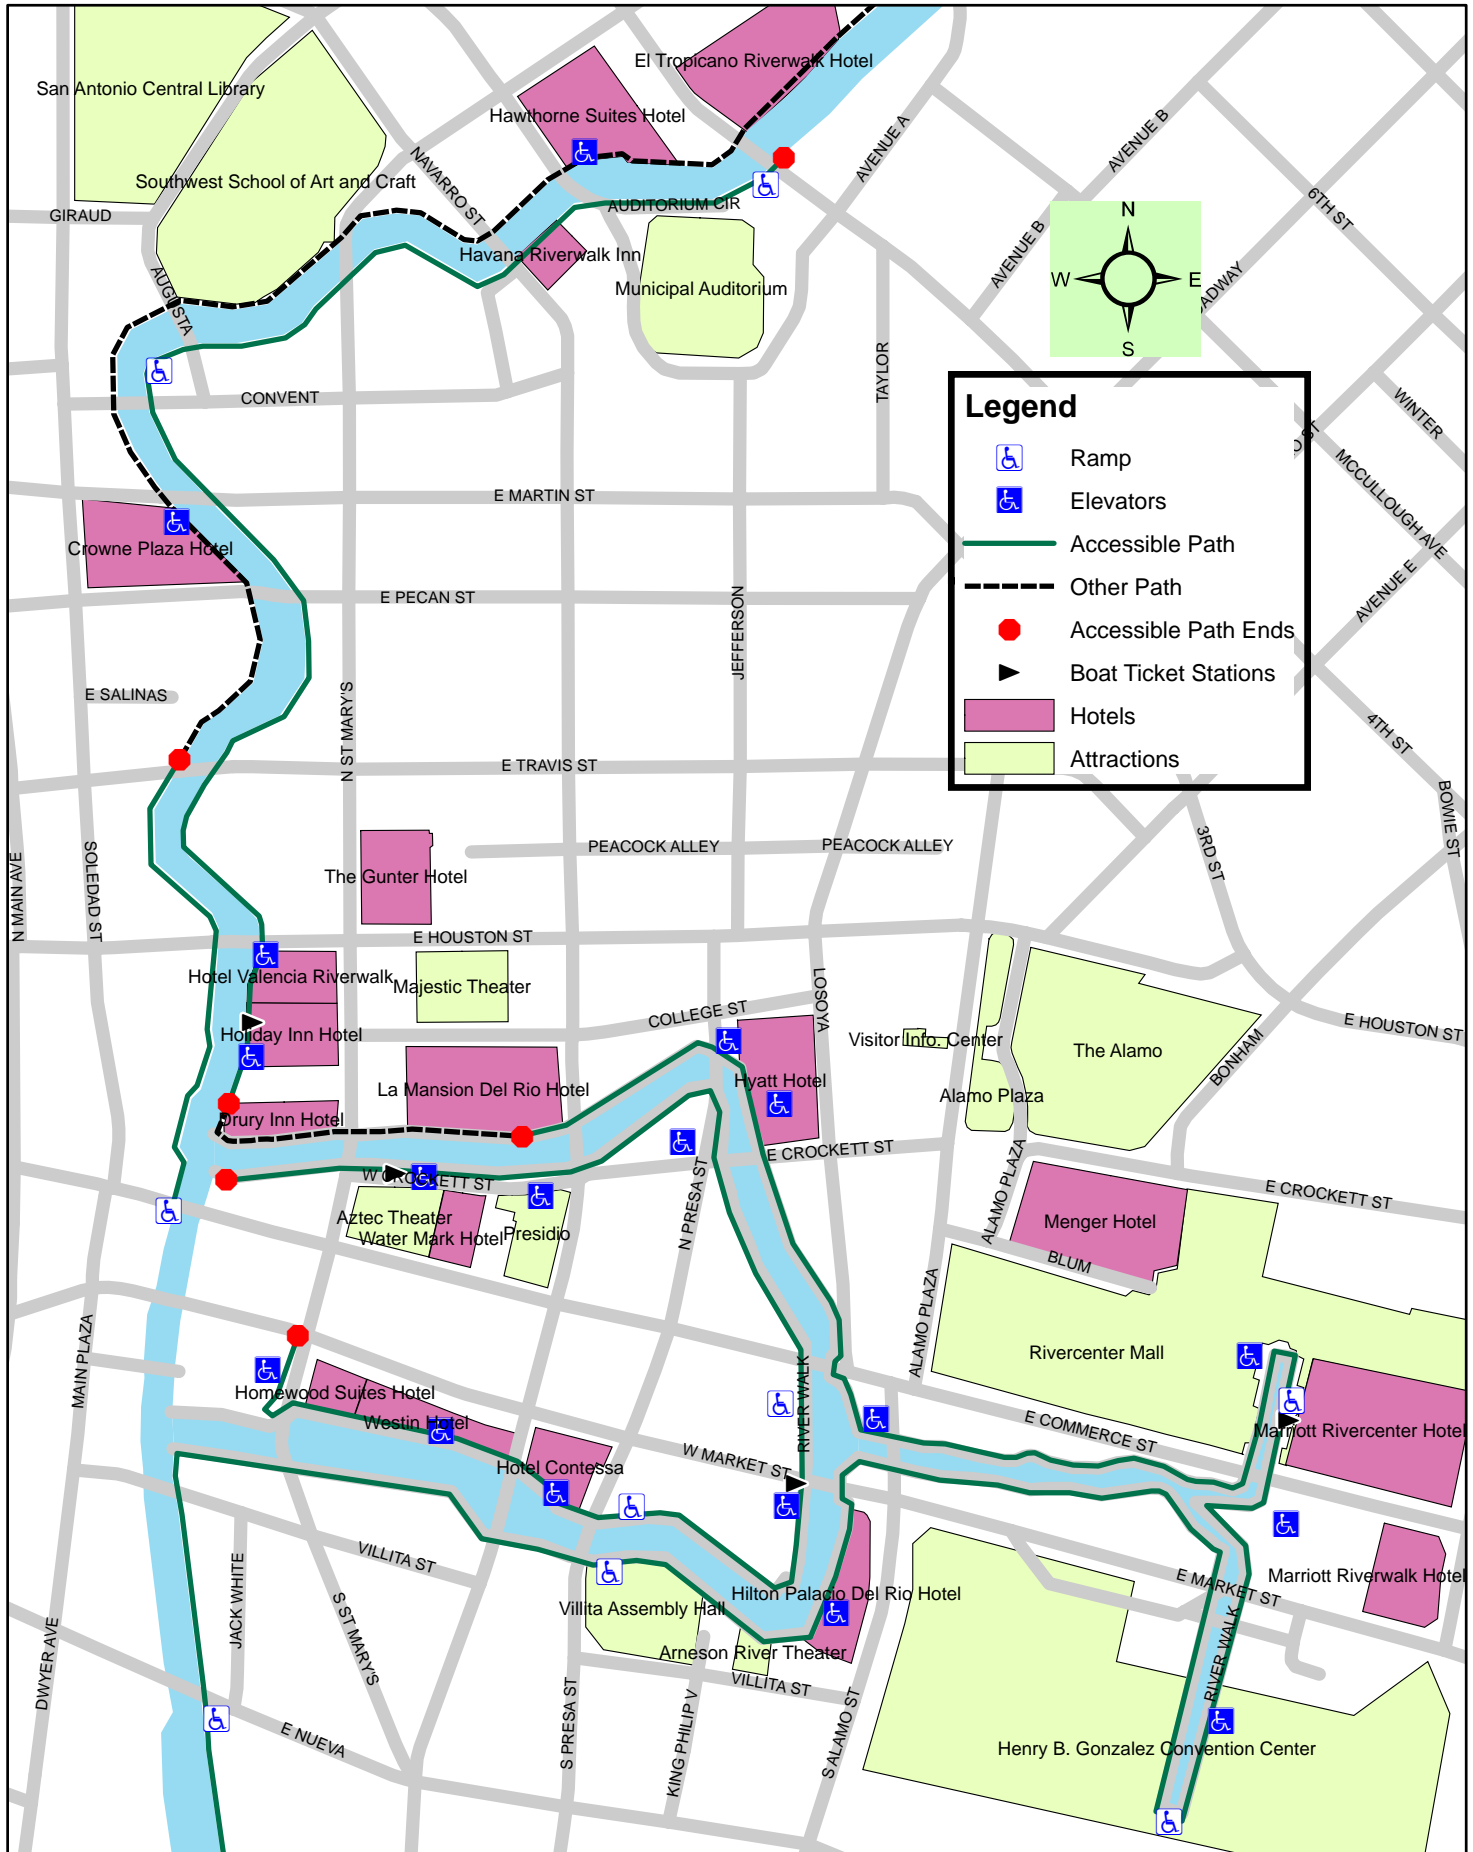 El Tropicano Riverwalk Hotel
San Antonio Central Library
Hawthorne Suites Hotel
AVENUE A
AVENUE B
NAVARRO ST
Southwest School of Art and Craft
GIRAUD
AUDITORIUM CIR
6TH ST
N
W
E
S
AVENUE B
ADWAY
Havana Riverwalk Inn
Municipal Auditorium
AUGUSTA
CONVENT
TAYLOR
WINTER
Legend
Ramp
Elevators
Accessible Path
Other Path
Accessible Path Ends
Boat Ticket Stations
Hotels
Attractions
O ST
MCCULLOUGH AVE
E MARTIN ST
Crowne Plaza Hotel
E PECAN ST
AVENUE E
JEFFERSON
E SALINAS
N ST MARY'S
4TH ST
E TRAVIS ST
BOWIE ST
3RD ST
PEACOCK ALLEY
PEACOCK ALLEY
N MAIN AVE
SOLEDAD ST
The Gunter Hotel
E HOUSTON ST
Hotel Valencia Riverwalk
Majestic Theater
LOSOYA
COLLEGE ST
Holiday Inn Hotel
Visitor Info. Center
The Alamo
E HOUSTON ST
BONHAM
La Mansion Del Rio Hotel
Hyatt Hotel
Alamo Plaza
Drury Inn Hotel
E CROCKETT ST
W CROCKETT ST
N PRESA ST
ALAMO PLAZA
E CROCKETT ST
Aztec Theater
Water Mark Hotel
Presidio
Menger Hotel
BLUM
ALAMO PLAZA
MAIN PLAZA
Rivercenter Mall
RIVER WALK
Homewood Suites Hotel
Westin Hotel
E COMMERCE ST
Marriott Rivercenter Hotel
W MARKET ST
Hotel Contessa
VILLITA ST
JACK WHITE
S ST MARY'S
Villita Assembly Hall
Hilton Palacio Del Rio Hotel
E MARKET ST
Marriott Riverwalk Hotel
DWYER AVE
Arneson River Theater
VILLITA ST
RIVER WALK
E NUEVA
S PRESA ST
KING PHILIP V
S ALAMO ST
Henry B. Gonzalez Convention Center